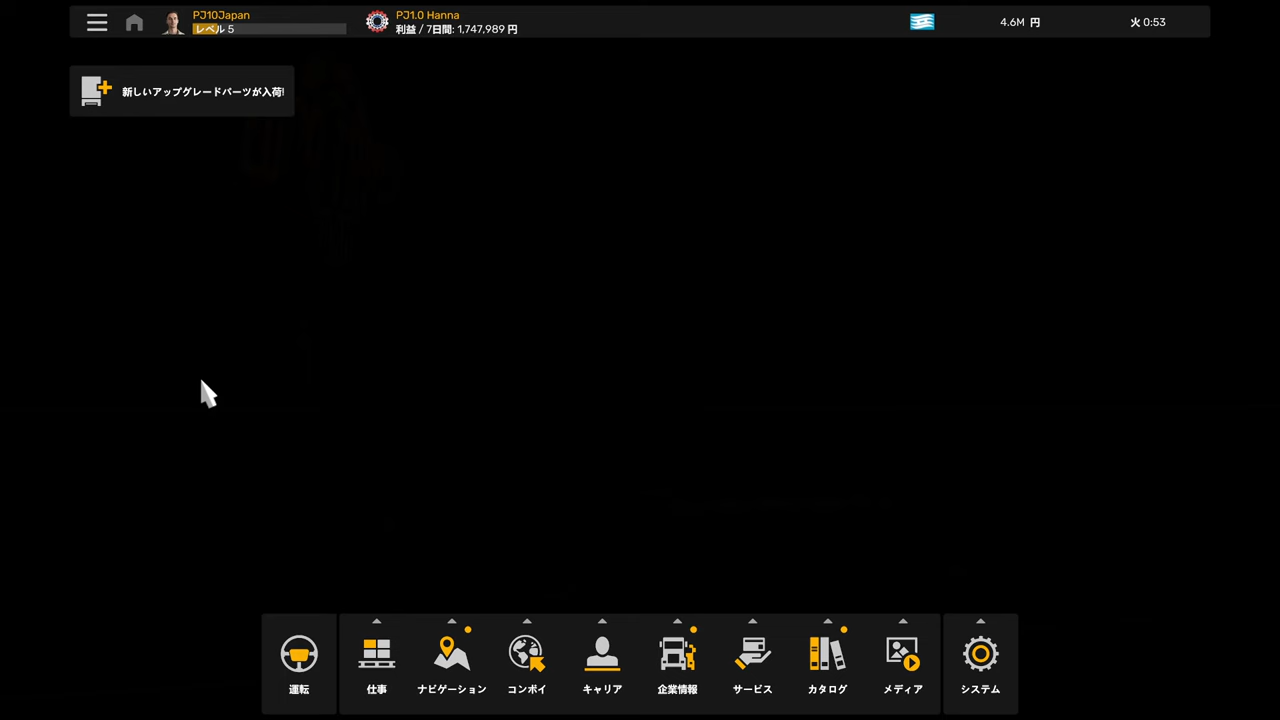 PJ10Japan
レベル 5
PJ1.0 Hanna
利益 / 7日間: 1,747,989 円
4.6M 円
火 0:53
新しいアップグレードパーツが入荷!
運転
仕事
ナビゲーション
コンボイ
キャリア
企業情報
サービス
カタログ
メディア
システム